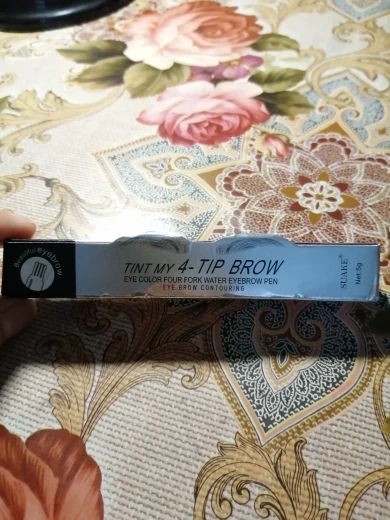 Beautiful eyebrow
TINT MY 4-TIP BROW
EYE COLOR FOUR FORK WATER EYEBROW PEN
EYE BROW CONTOURING
SUAKE®
Net:5g